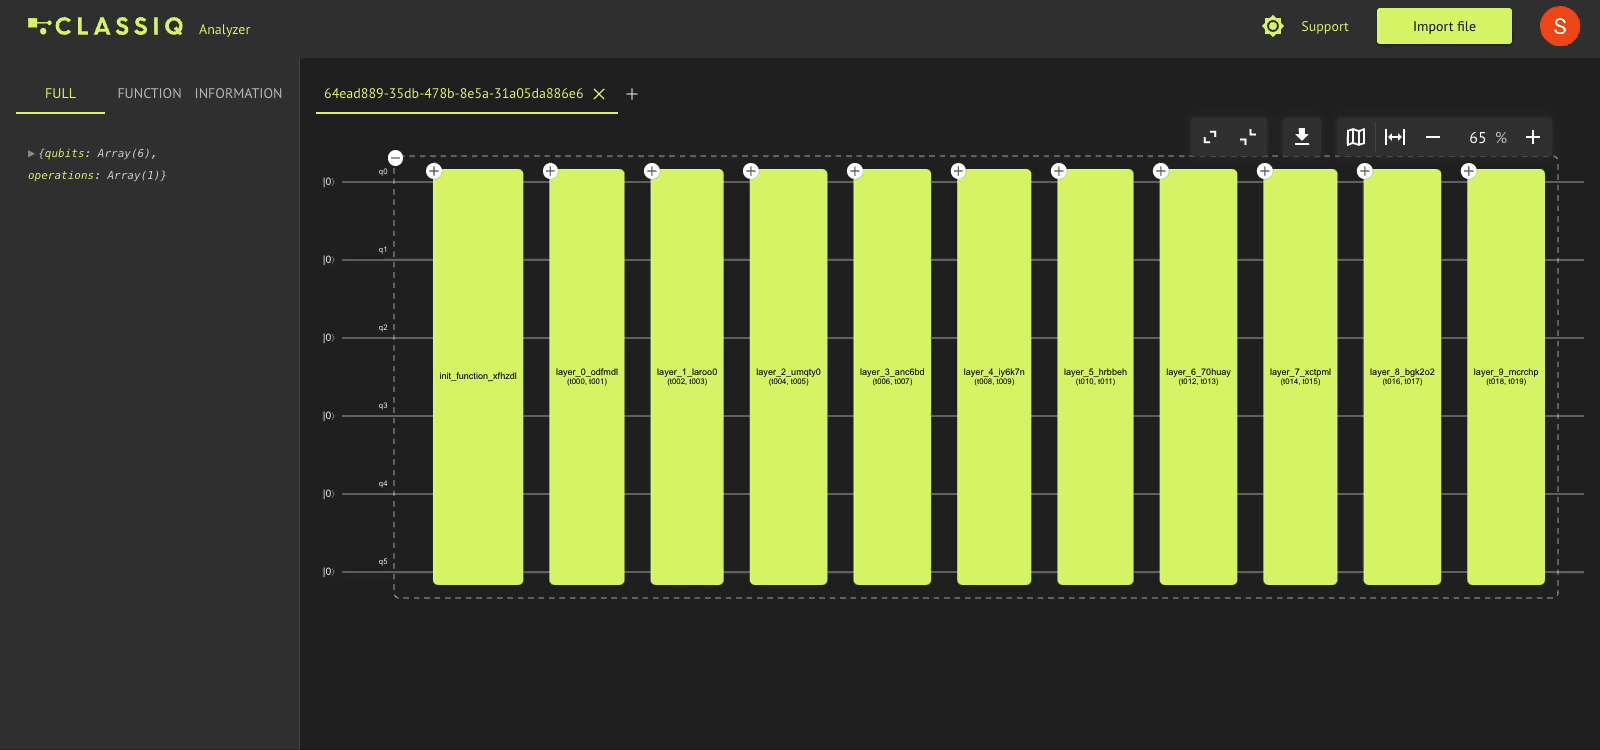 CLASSIQ Analyzer
Support
Import file
S
FULL
FUNCTION
INFORMATION
64ead889-35db-478b-8e5a-31a05da886e6
{qubits: Array(6),
operations: Array(1)}
65 %
q0
|0⟩
q1
|0⟩
q2
|0⟩
q3
|0⟩
q4
|0⟩
q5
|0⟩
init_function_xfhzdl
layer_0_odfmdl
(t000, t001)
layer_1_laroo0
(t002, t003)
layer_2_umqty0
(t004, t005)
layer_3_anc6bd
(t006, t007)
layer_4_iy6k7n
(t008, t009)
layer_5_hrbbeh
(t010, t011)
layer_6_70huay
(t012, t013)
layer_7_xctpml
(t014, t015)
layer_8_bgk2o2
(t016, t017)
layer_9_mcrchp
(t018, t019)